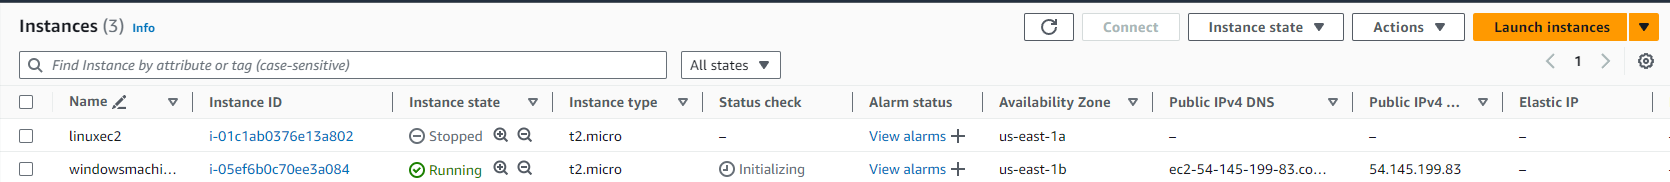 Instances (3) Info Connect Instance state Actions Launch instances
Find Instance by attribute or tag (case-sensitive) All states 1
Name Instance ID Instance state Instance type Status check Alarm status Availability Zone Public IPv4 DNS Public IPv4 ... Elastic IP
linuxec2 i-01c1ab0376e13a802 Stopped t2.micro – View alarms + us-east-1a – – –
windowsmachi... i-05ef6b0c70ee3a084 Running t2.micro Initializing View alarms + us-east-1b ec2-54-145-199-83.co... 54.145.199.83 –